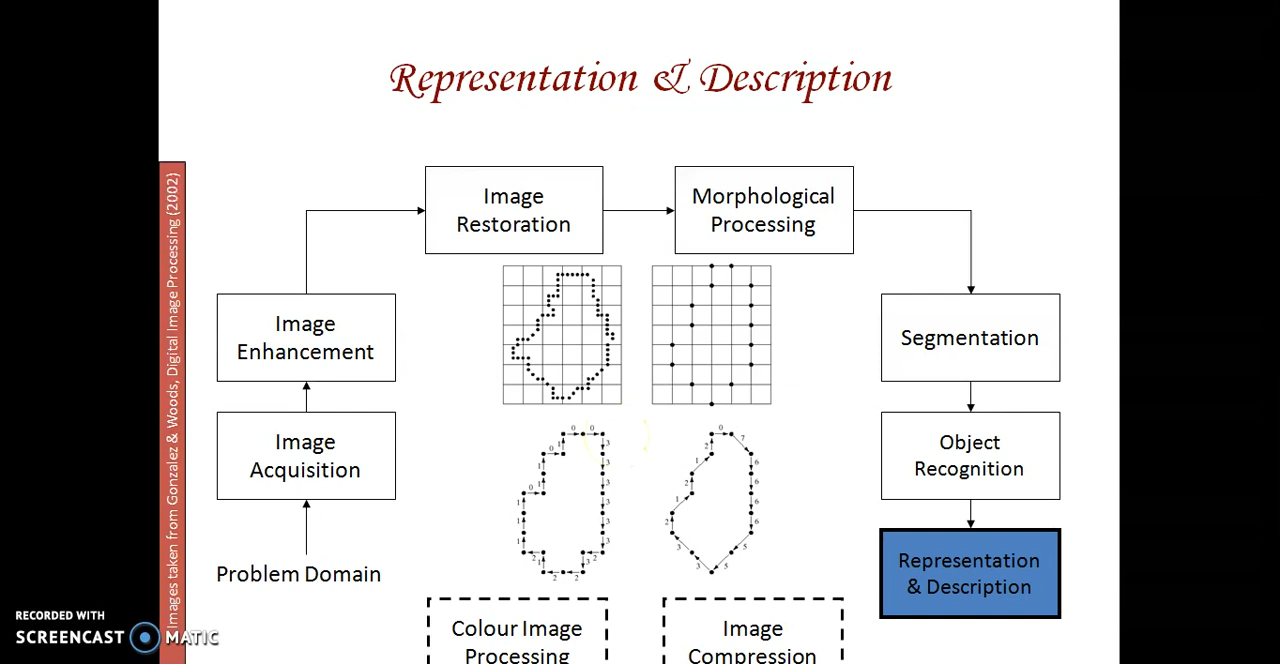 Representation & Description
Images taken from Gonzalez & Woods, Digital Image Processing (2002)
Image
Restoration
Morphological
Processing
Image
Enhancement
Segmentation
Image
Acquisition
Object
Recognition
Problem Domain
Representation
& Description
Colour Image
Processing
Image
Compression
RECORDED WITH
SCREENCAST MATIC